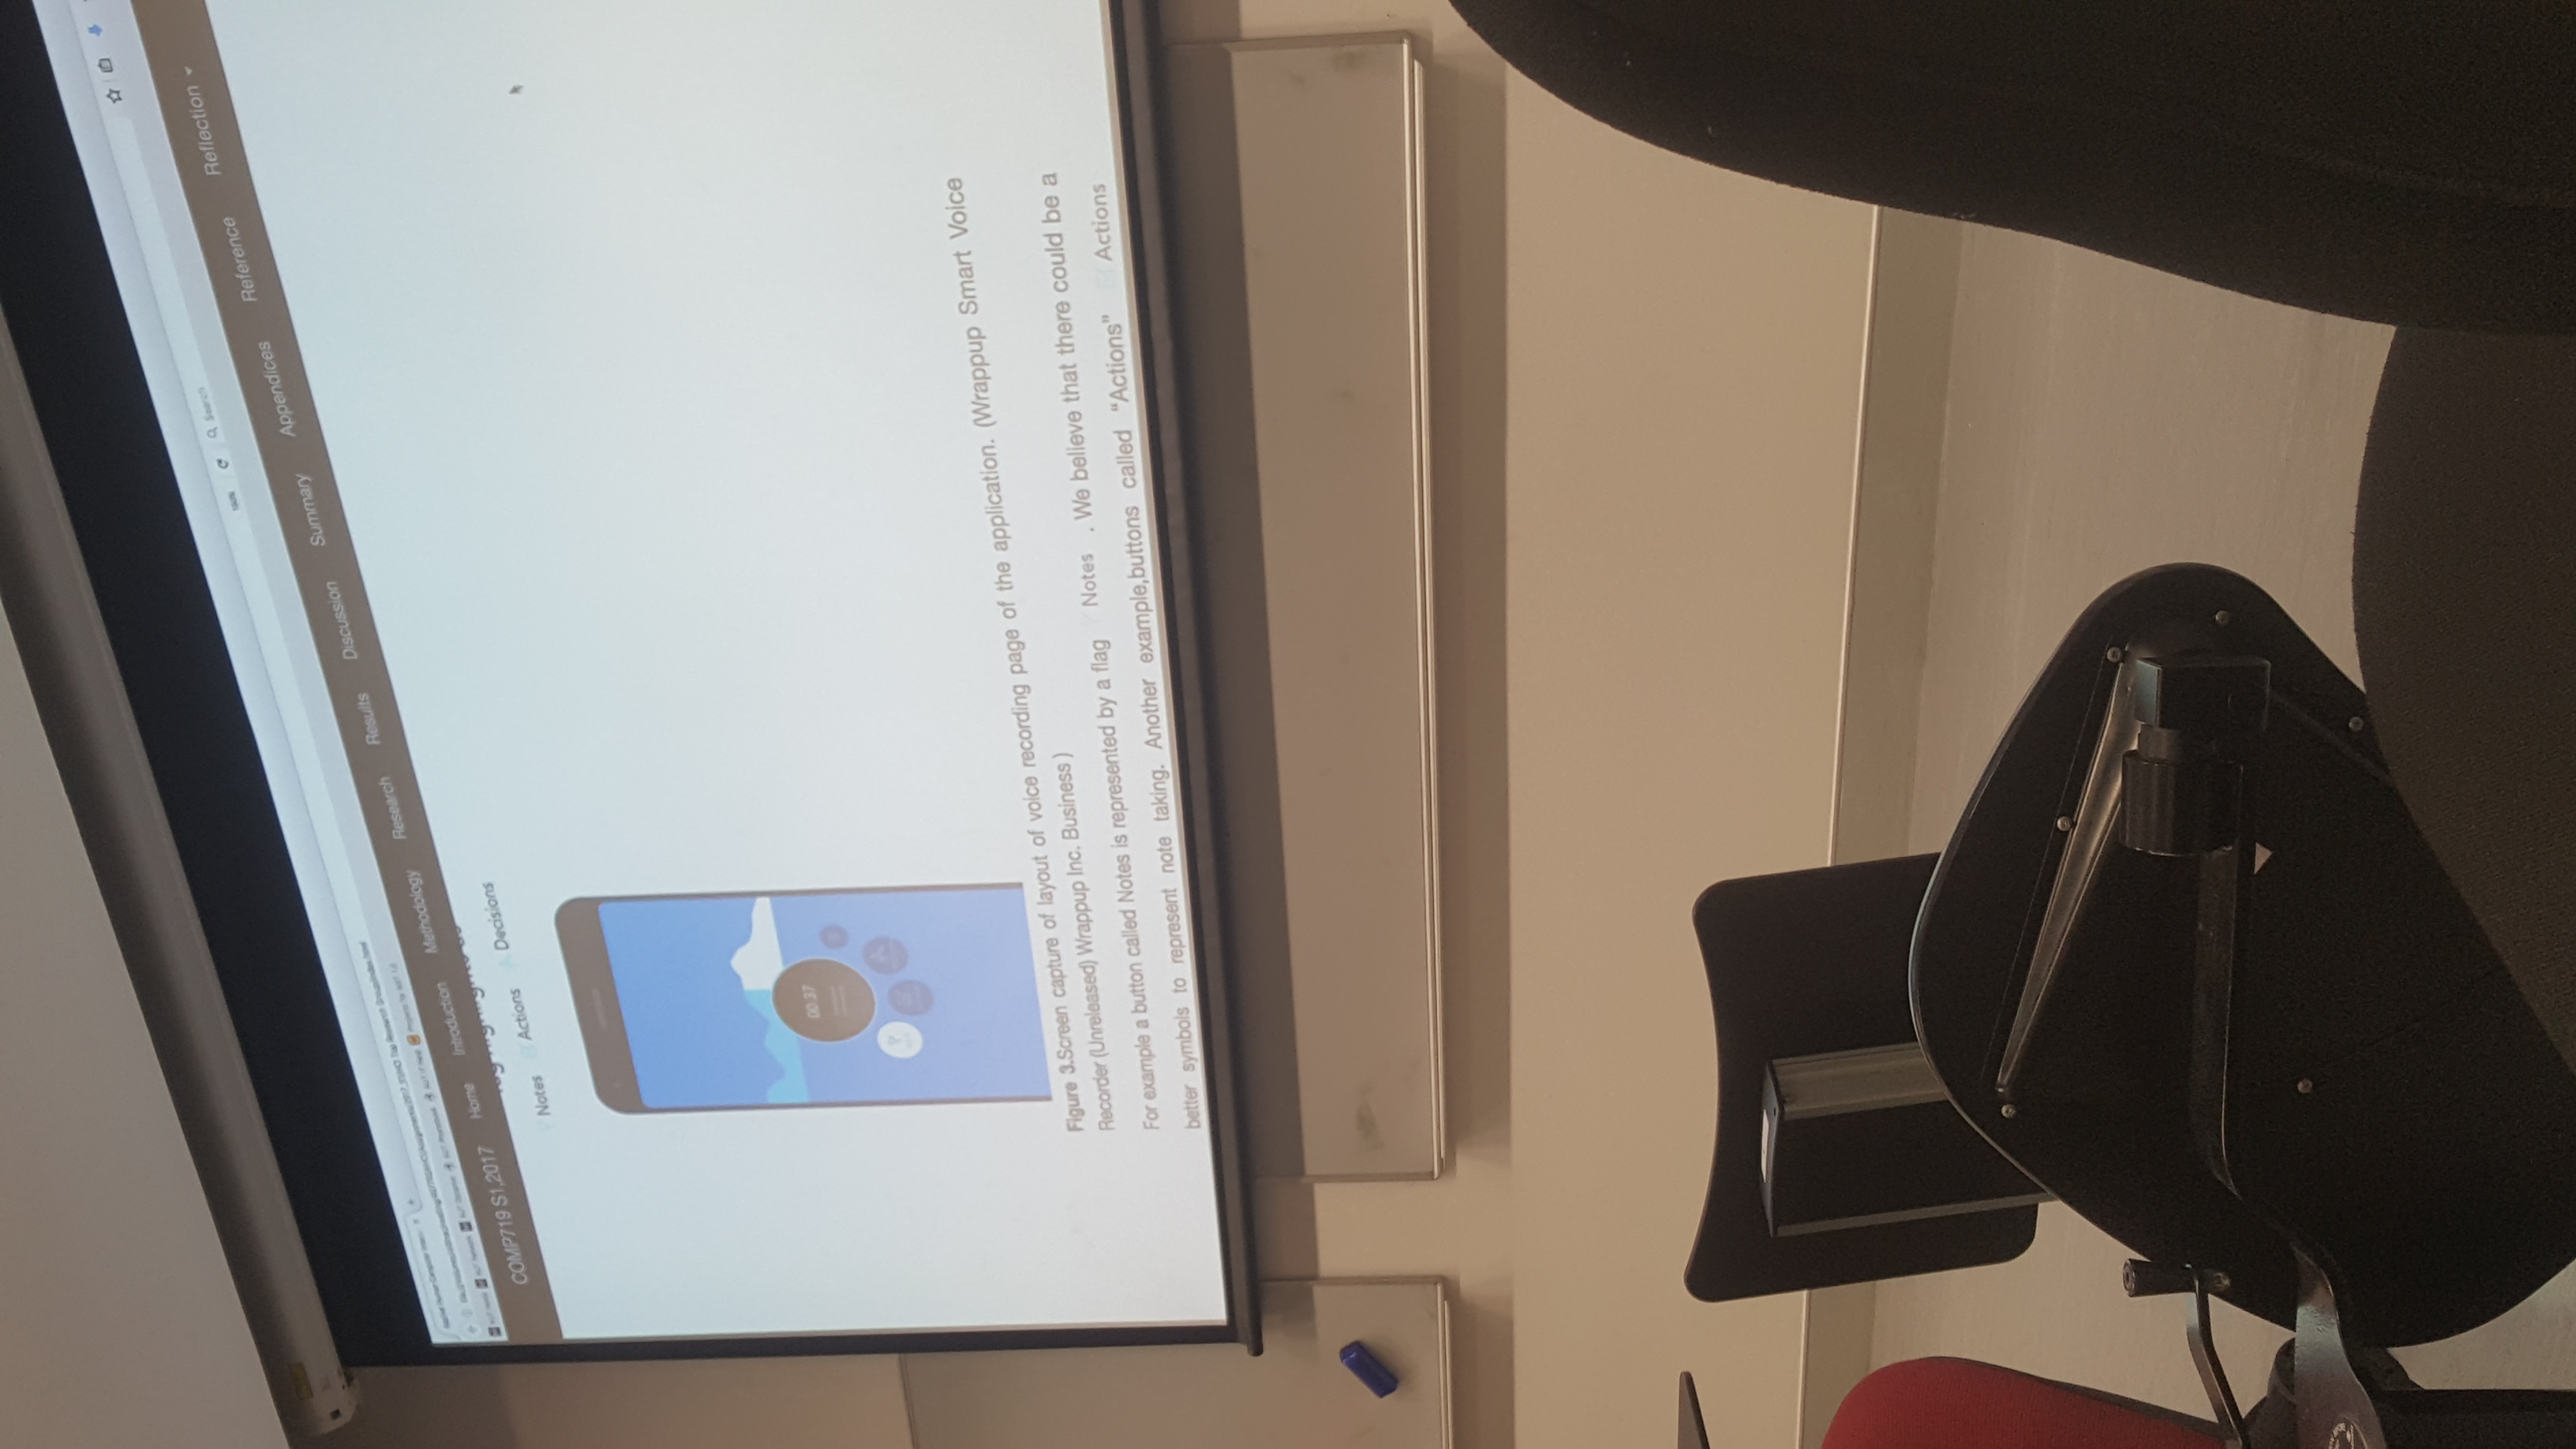 Search
COMP719 S1,2017 Home Introduction Methodology Research Results Discussion Summary Appendices Reference Reflection
Notes Actions Decisions
00:37
Figure 3.Screen capture of layout of voice recording page of the application. (Wrappup Smart Voice
Recorder (Unreleased) Wrappup Inc. Business )
For example a button called Notes is represented by a flag Notes . We believe that there could be a
better symbols to represent note taking. Another example,buttons called “Actions” Actions